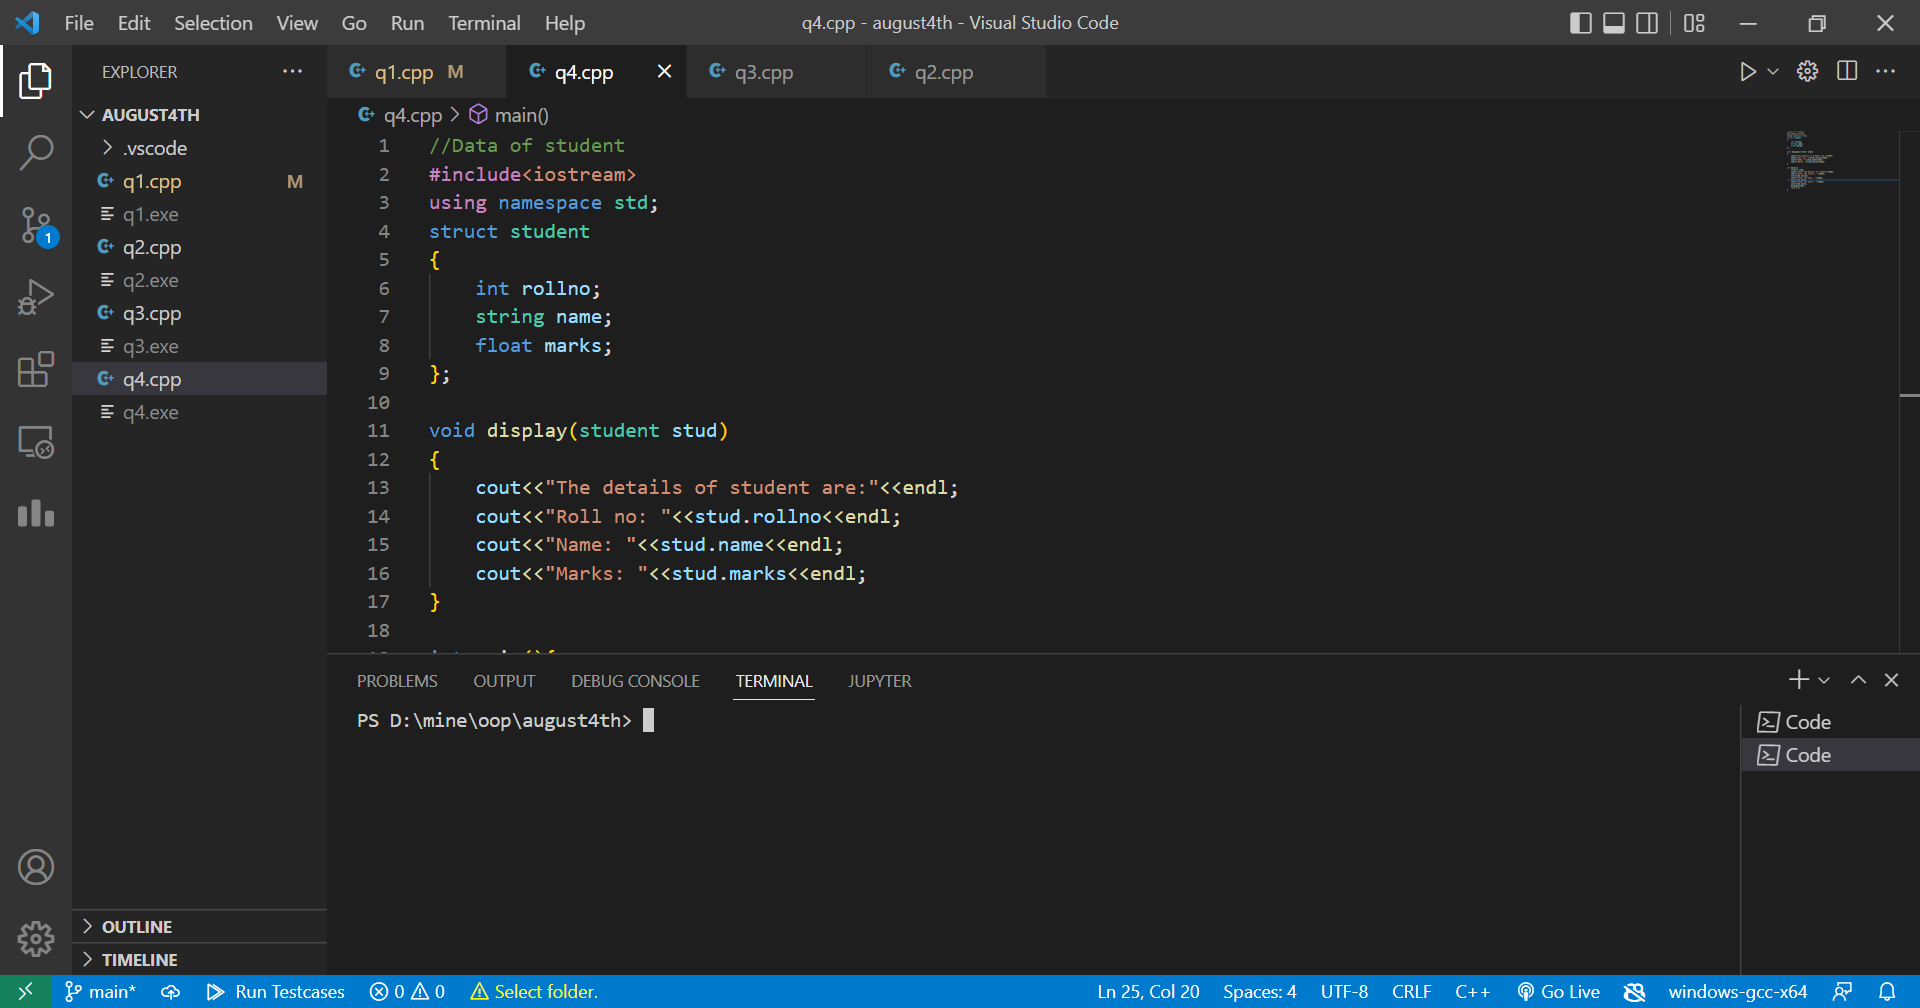 File Edit Selection View Go Run Terminal Help
q4.cpp - august4th - Visual Studio Code
EXPLORER
AUGUST4TH
.vscode
q1.cpp M
q1.exe
q2.cpp
q2.exe
q3.cpp
q3.exe
q4.cpp
q4.exe
OUTLINE
TIMELINE
1
q1.cpp M q4.cpp q3.cpp q2.cpp
q4.cpp > main()
1 //Data of student
2 #include<iostream>
3 using namespace std;
4 struct student
5 {
6 int rollno;
7 string name;
8 float marks;
9 };
10
11 void display(student stud)
12 {
13 cout<<"The details of student are:"<<endl;
14 cout<<"Roll no: "<<stud.rollno<<endl;
15 cout<<"Name: "<<stud.name<<endl;
16 cout<<"Marks: "<<stud.marks<<endl;
17 }
18
PROBLEMS OUTPUT DEBUG CONSOLE TERMINAL JUPYTER
PS D:\mine\oop\august4th>
Code
Code
main* Run Testcases 0 0 Select folder. Ln 25, Col 20 Spaces: 4 UTF-8 CRLF C++ Go Live windows-gcc-x64